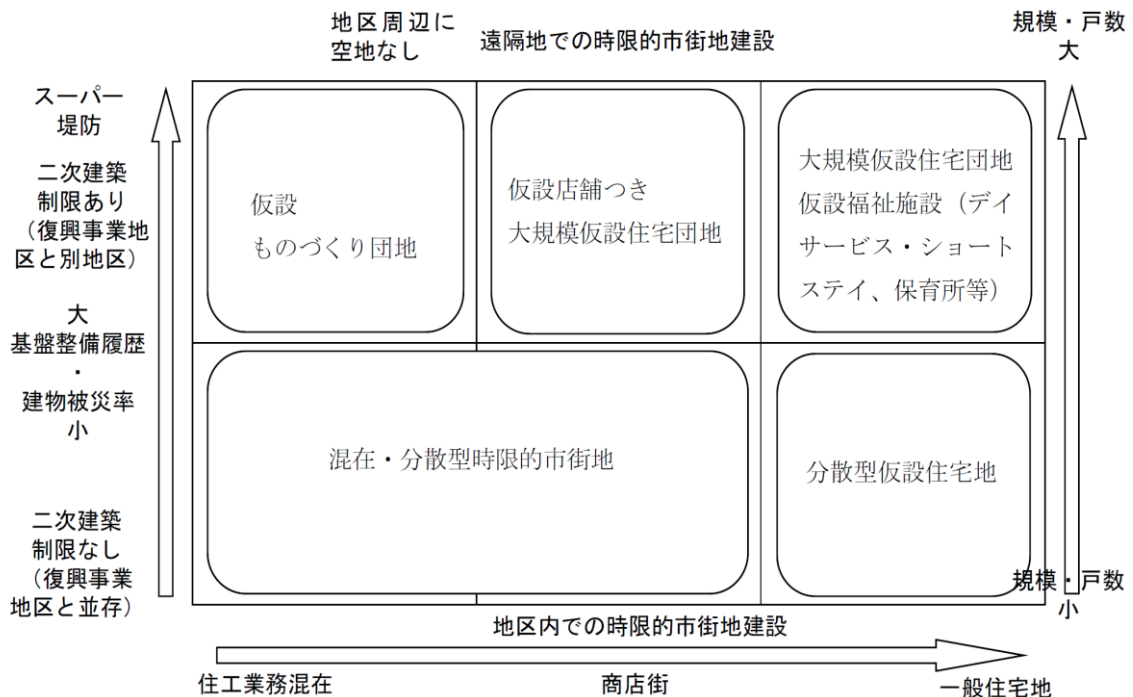 地区周辺に
空地なし
遠隔地での時限的市街地建設
規模・戸数
大
スーパー
堤防
二次建築
制限あり
（復興事業地
区と別地区）
大
基盤整備履歴
・
建物被災率
小
二次建築
制限なし
（復興事業
地区と並存）
仮設
ものづくり団地
仮設店舗つき
大規模仮設住宅団地
大規模仮設住宅団地
仮設福祉施設（デイ
サービス・ショート
ステイ、保育所等）
混在・分散型時限的市街地
分散型仮設住宅地
規模・戸数
小
地区内での時限的市街地建設
住工業務混在
商店街
一般住宅地